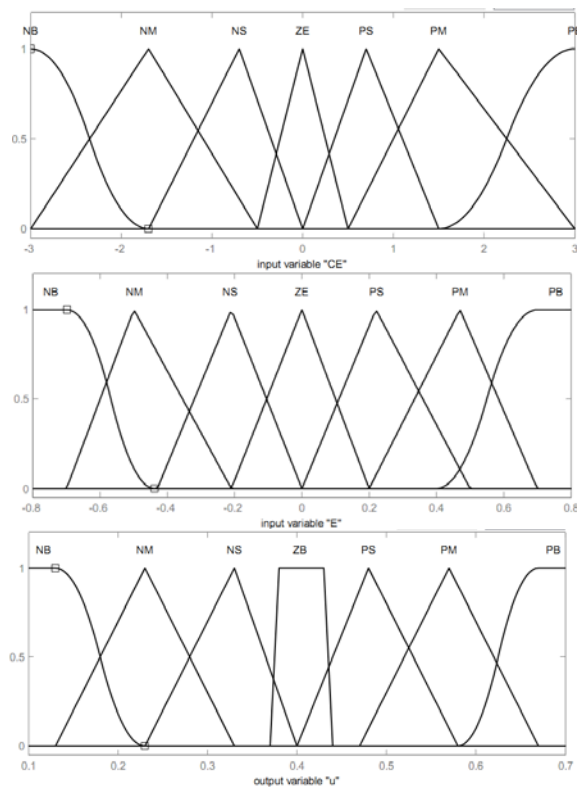 NB NM NS ZE PS PM
1
0.5
0
-3 -2 -1 0 1 2 3
input variable "CE"
NB NM NS ZE PS PM PB
1
0.5
0
-0.8 -0.6 -0.4 -0.2 0 0.2 0.4 0.6 0.8
input variable "E"
NB NM NS ZB PS PM PB
1
0.5
0
0.1 0.2 0.3 0.4 0.5 0.6 0.7
output variable "u"